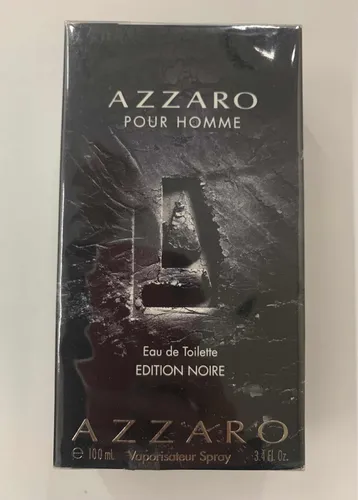 AZZARO
POUR HOMME
Eau de Toilette
EDITION NOIRE
AZZARO
℮ 100 mL Vaporisateur Spray 3.4 Fl. Oz.